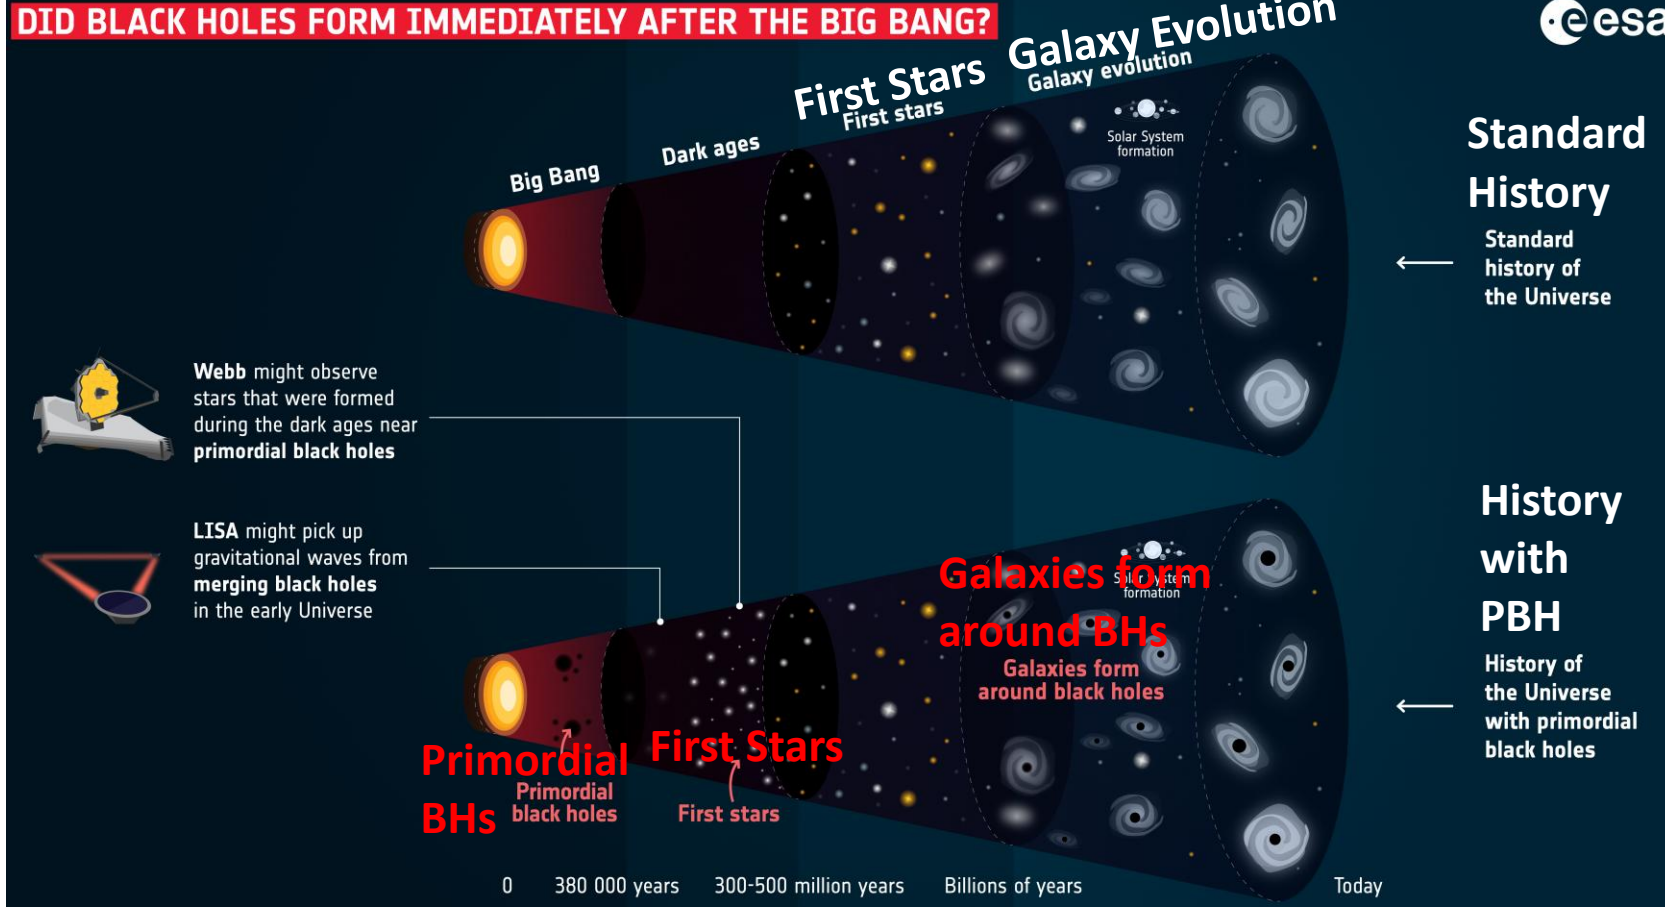 DID BLACK HOLES FORM IMMEDIATELY AFTER THE BIG BANG?
esa
Galaxy Evolution
First Stars
Galaxy evolution
First stars
Dark ages
Big Bang
Solar System
formation
Standard
History
Standard
history of
the Universe
Webb might observe
stars that were formed
during the dark ages near
primordial black holes
LISA might pick up
gravitational waves from
merging black holes
in the early Universe
Galaxies form
around BHs
Solar System
formation
Galaxies form
around black holes
History
with
PBH
History of
the Universe
with primordial
black holes
Primordial
BHs
First Stars
Primordial
black holes
First stars
0 380 000 years 300-500 million years Billions of years Today